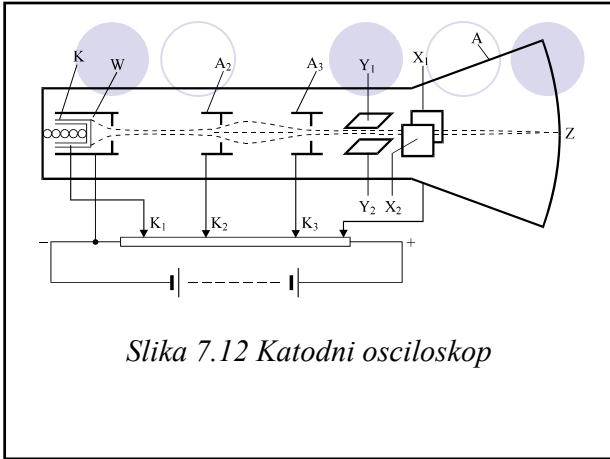 K W A₂ A₃ Y₁ X₁ A
Z
Y₂ X₂
K₁ K₂ K₃
− +
Slika 7.12 Katodni osciloskop